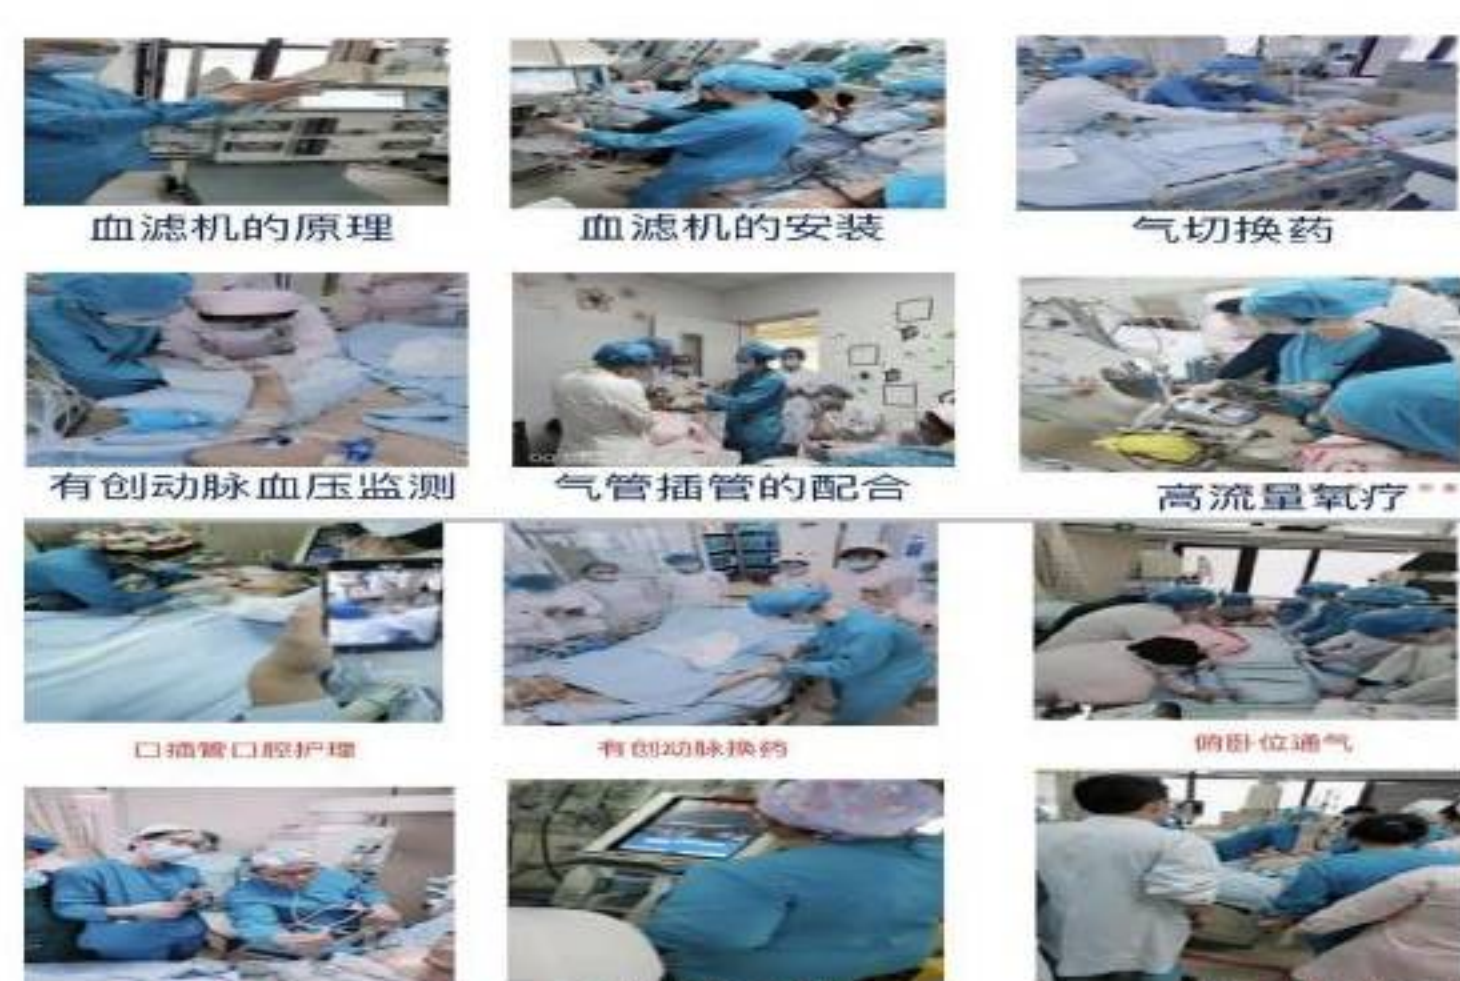 血滤机的原理
血滤机的安装
气切换药
有创动脉血压监测
气管插管的配合
高流量氧疗
口插管口腔护理
有创动脉换药
俯卧位通气